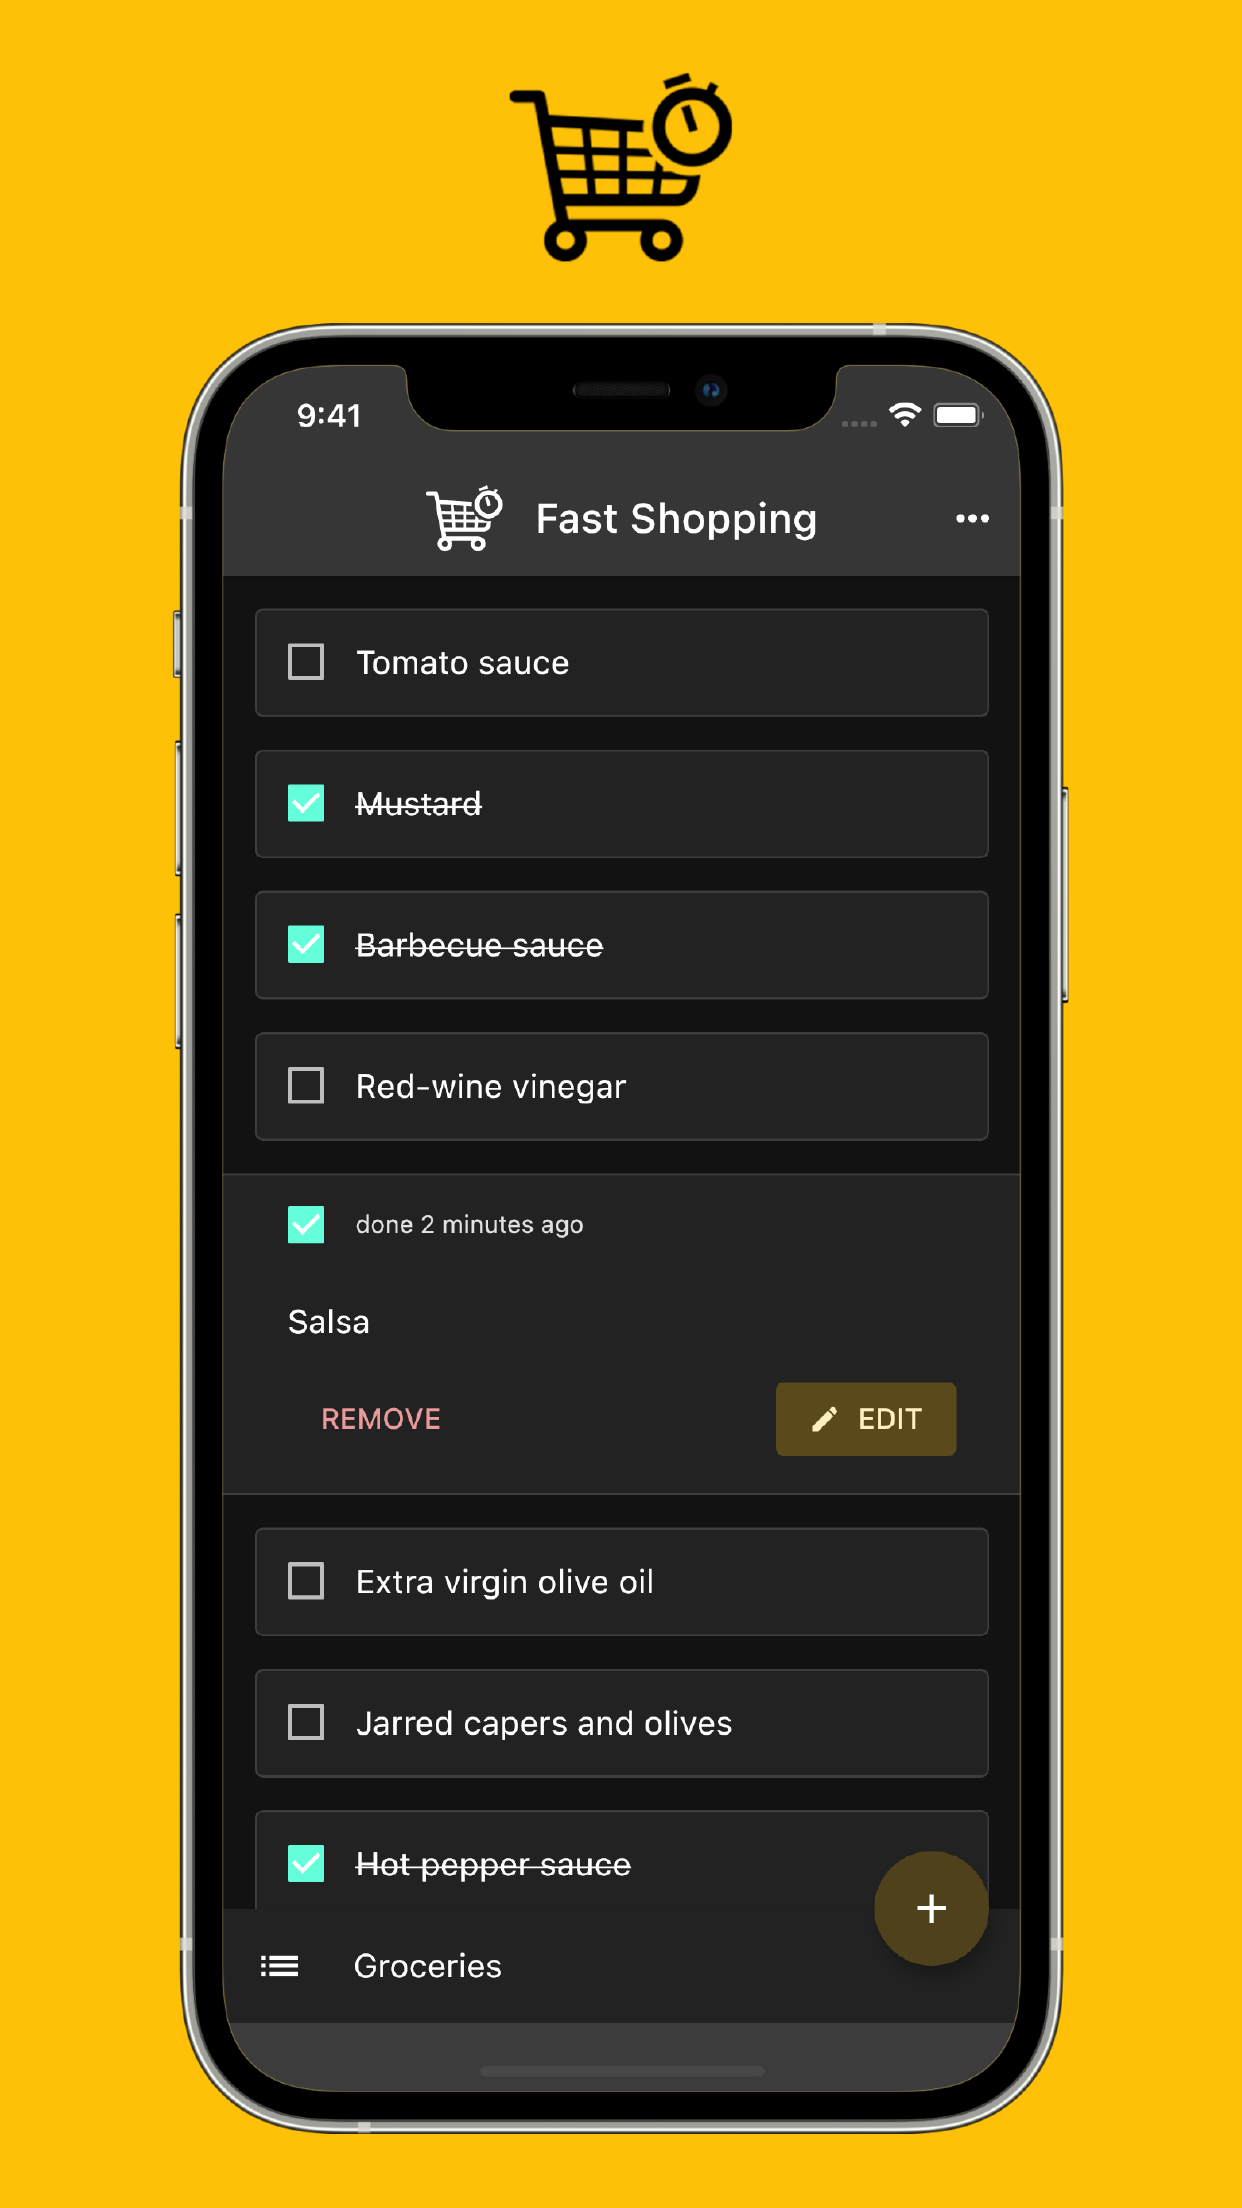 9:41
Fast Shopping
Tomato sauce
Mustard
Barbecue sauce
Red-wine vinegar
done 2 minutes ago
Salsa
REMOVE
EDIT
Extra virgin olive oil
Jarred capers and olives
Hot pepper sauce
Groceries